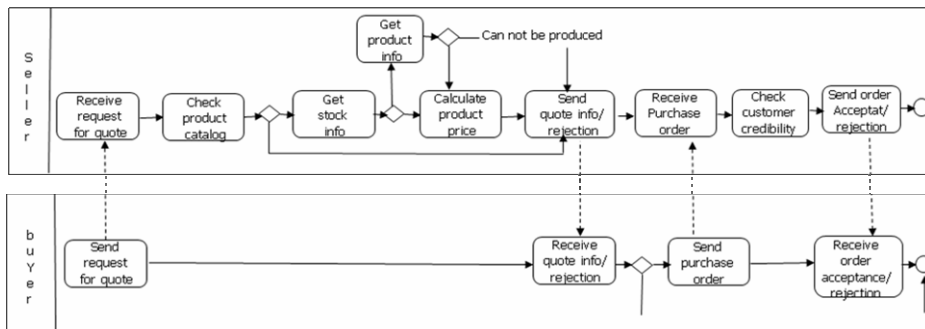 Seller
Get
product
info
Can not be produced
Receive
request
for quote
Check
product
catalog
Get
stock
info
Calculate
product
price
Send
quote info/
rejection
Receive
Purchase
order
Check
customer
credibility
Send order
Acceptat/
rejection
buYer
Send
request
for quote
Receive
quote info/
rejection
Send
purchase
order
Receive
order
acceptance/
rejection